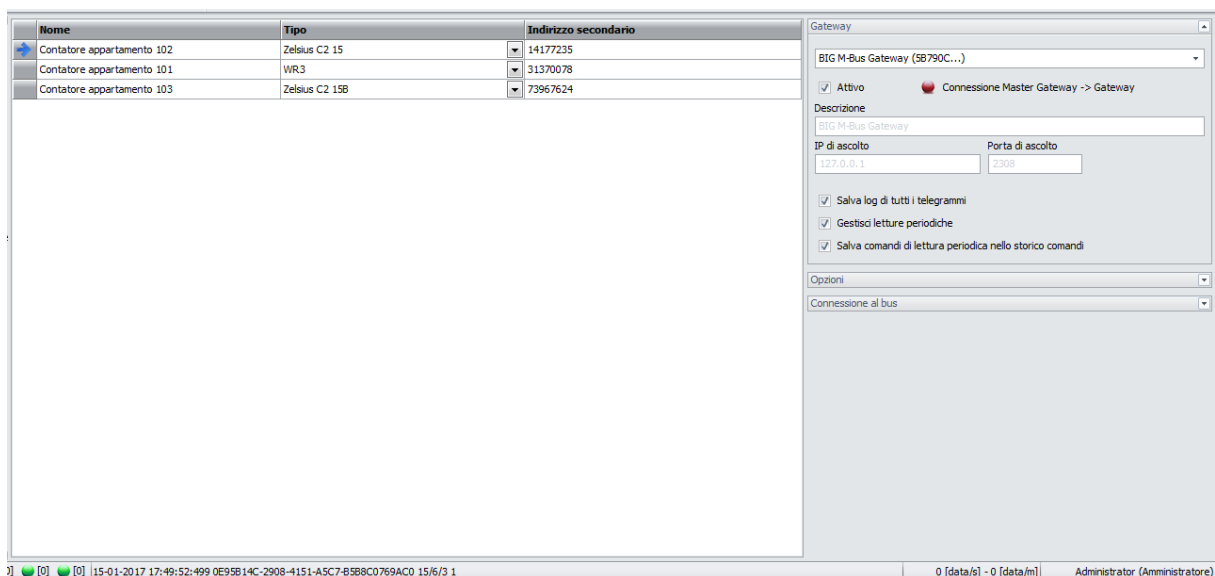 Nome Tipo Indirizzo secondario
Contatore appartamento 102 Zelsius C2 15 14177235
Contatore appartamento 101 WR3 31370078
Contatore appartamento 103 Zelsius C2 15B 73967624
Gateway
BIG M-Bus Gateway (5B790C...)
Attivo Connessione Master Gateway -> Gateway
Descrizione
BIG M-Bus Gateway
IP di ascolto Porta di ascolto
127.0.0.1 2308
Salva log di tutti i telegrammi
Gestisci letture periodiche
Salva comandi di lettura periodica nello storico comandi
Opzioni
Connessione al bus
0] [0] [0] 15-01-2017 17:49:52:499 0E95B14C-2908-4151-A5C7-B5B8C0769AC0 15/6/3 1 0 [data/s] - 0 [data/m] Administrator (Amministratore)